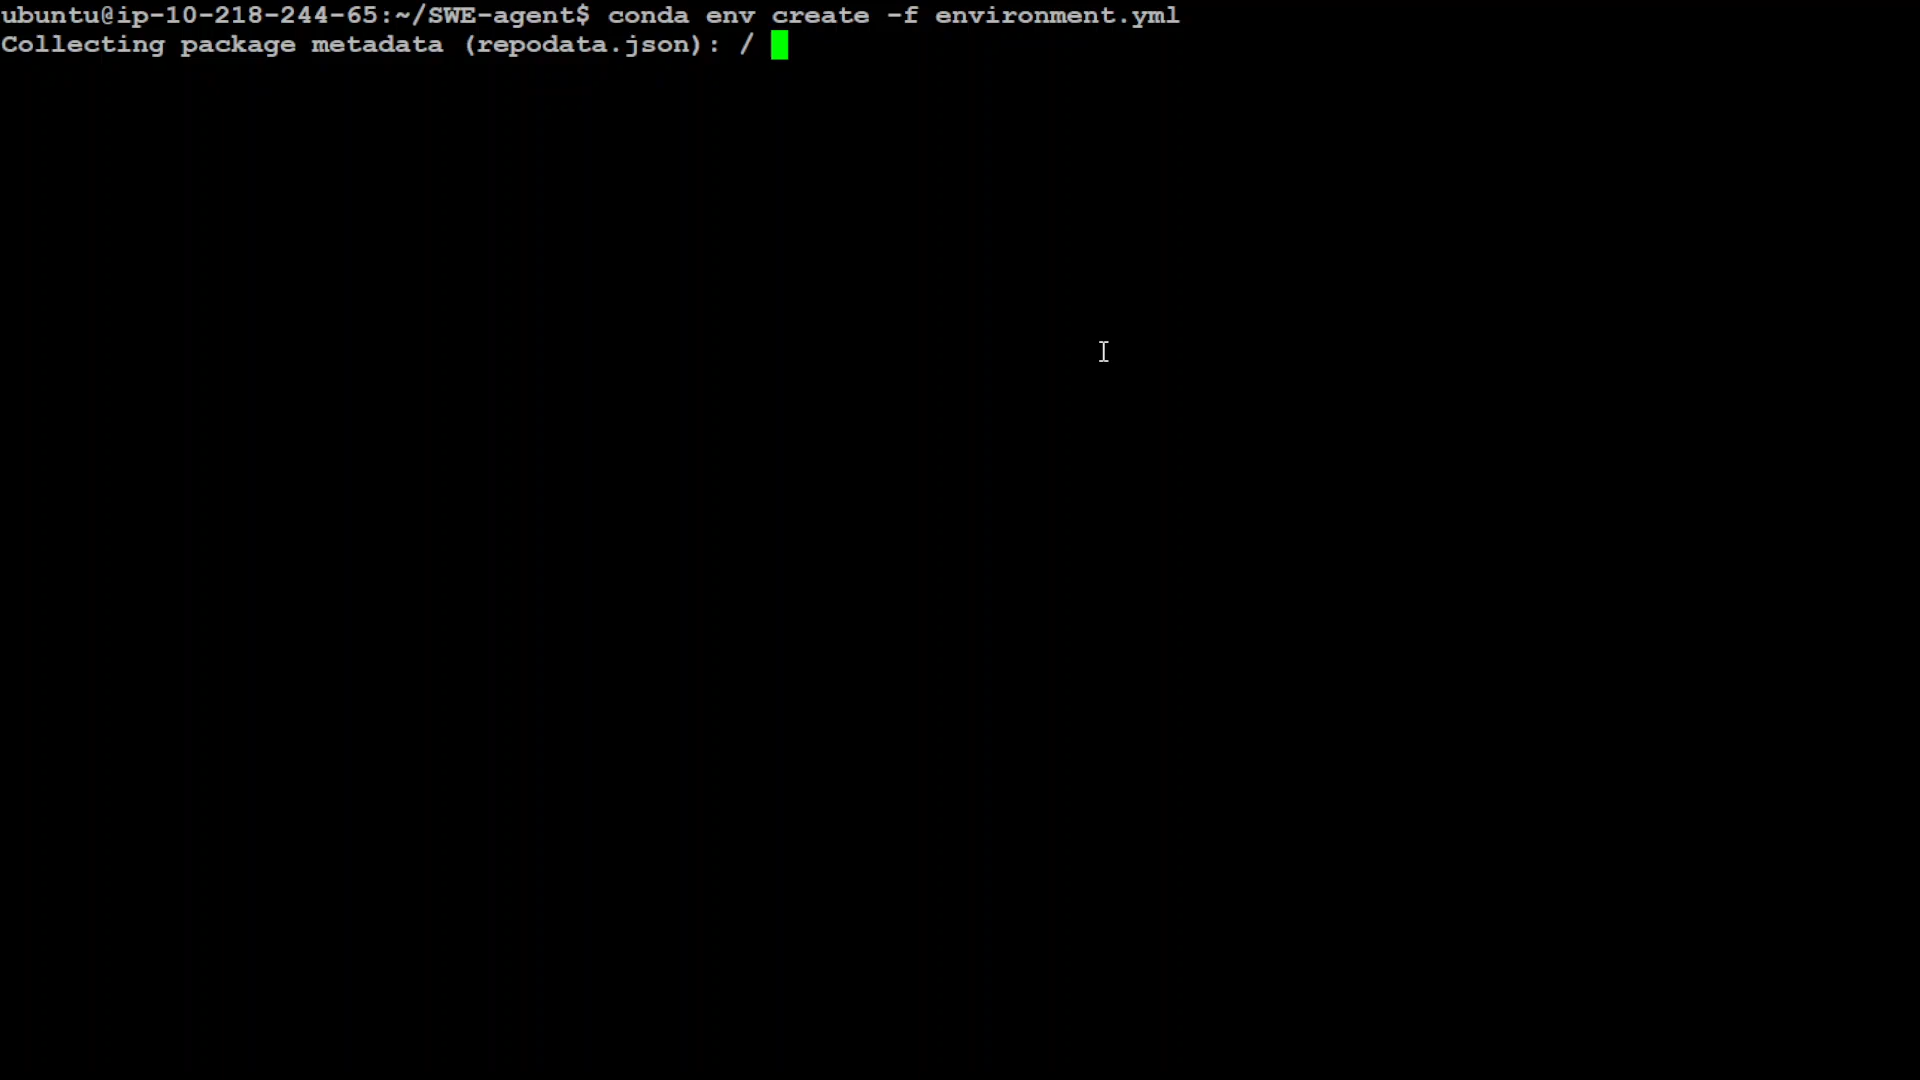 ubuntu@ip-10-218-244-65:~/SWE-agent$ conda env create -f environment.yml
Collecting package metadata (repodata.json): /